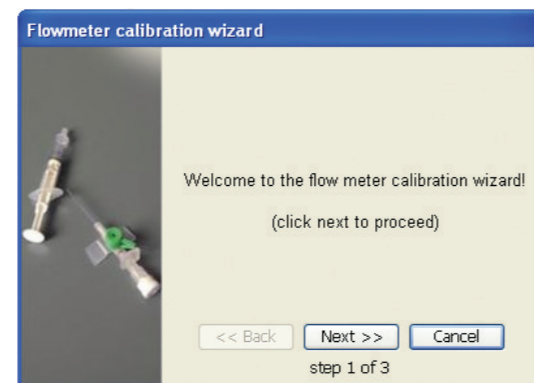 Flowmeter calibration wizard
Welcome to the flow meter calibration wizard!
(click next to proceed)
<< Back Next >> Cancel
step 1 of 3